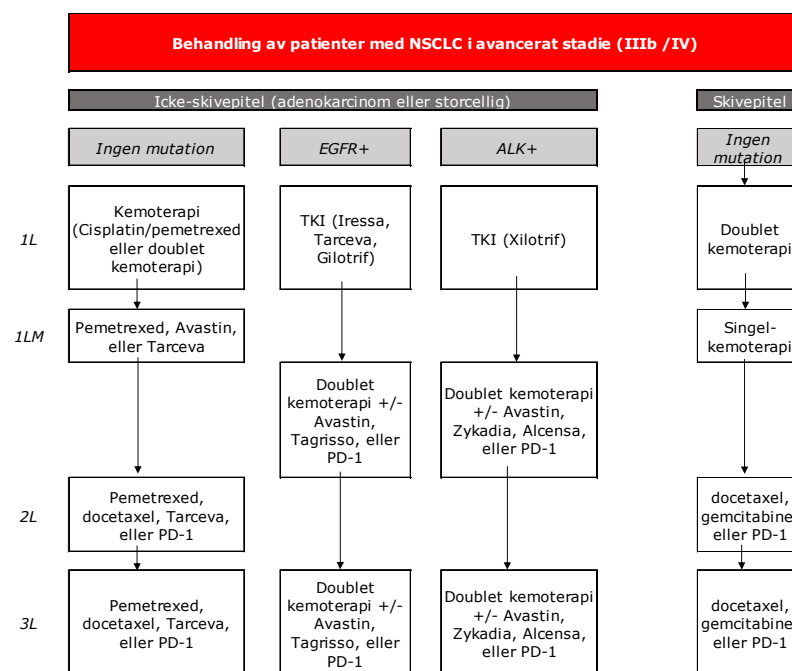 Behandling av patienter med NSCLC i avancerat stadie (IIIb /IV)
Icke-skivepitel (adenokarcinom eller storcellig)
Skivepitel
Ingen mutation
EGFR+
ALK+
Ingen
mutation
1L
Kemoterapi
(Cisplatin/pemetrexed
eller doublet
kemoterapi)
TKI (Iressa,
Tarceva,
Gilotrif)
TKI (Xilotrif)
Doublet
kemoterapi
1LM
Pemetrexed, Avastin,
eller Tarceva
Singel-
kemoterapi
Doublet
kemoterapi +/-
Avastin,
Tagrisso, eller
PD-1
Doublet kemoterapi
+/- Avastin,
Zykadia, Alcensa,
eller PD-1
2L
Pemetrexed,
docetaxel, Tarceva,
eller PD-1
docetaxel,
gemcitabine,
eller PD-1
3L
Pemetrexed,
docetaxel, Tarceva,
eller PD-1
Doublet
kemoterapi +/-
Avastin,
Tagrisso, eller
PD-1
Doublet kemoterapi
+/- Avastin,
Zykadia, Alcensa,
eller PD-1
docetaxel,
gemcitabine,
eller PD-1